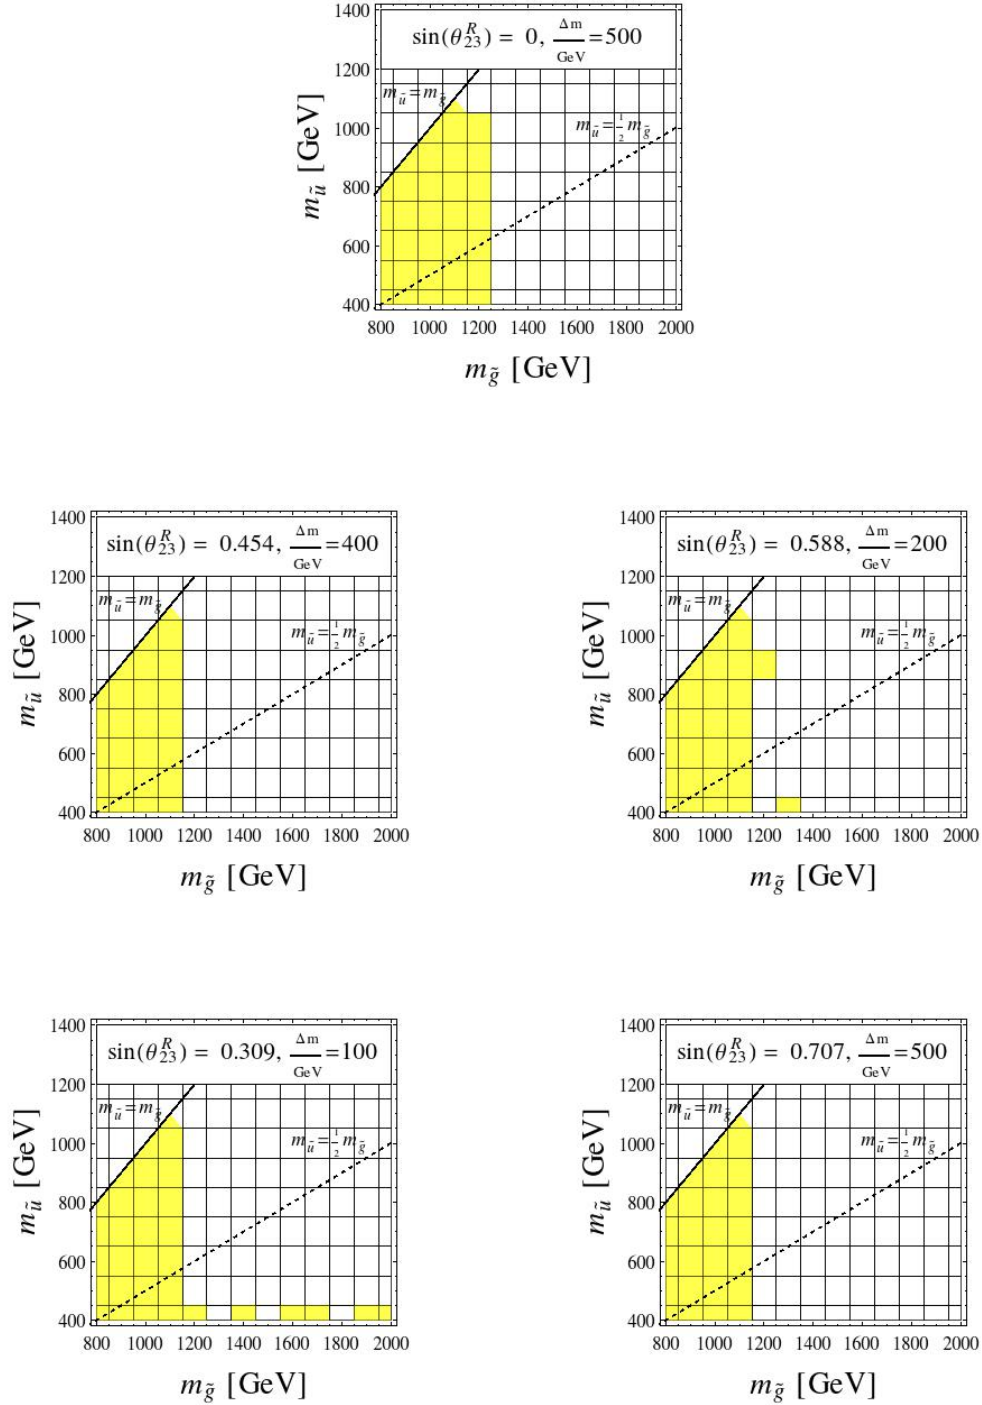 sin(θ^R_23) = 0, Δm/GeV=500
1400
1200
1000
800
600
400
m_ũ [GeV]
m_ũ=m_g̃
m_ũ=1/2 m_g̃
800 1000 1200 1400 1600 1800 2000
m_g̃ [GeV]
sin(θ^R_23) = 0.454, Δm/GeV=400
1400
1200
1000
800
600
400
m_ũ [GeV]
m_ũ=m_g̃
m_ũ=1/2 m_g̃
800 1000 1200 1400 1600 1800 2000
m_g̃ [GeV]
sin(θ^R_23) = 0.588, Δm/GeV=200
1400
1200
1000
800
600
400
m_ũ [GeV]
m_ũ=m_g̃
m_ũ=1/2 m_g̃
800 1000 1200 1400 1600 1800 2000
m_g̃ [GeV]
sin(θ^R_23) = 0.309, Δm/GeV=100
1400
1200
1000
800
600
400
m_ũ [GeV]
m_ũ=m_g̃
m_ũ=1/2 m_g̃
800 1000 1200 1400 1600 1800 2000
m_g̃ [GeV]
sin(θ^R_23) = 0.707, Δm/GeV=500
1400
1200
1000
800
600
400
m_ũ [GeV]
m_ũ=m_g̃
m_ũ=1/2 m_g̃
800 1000 1200 1400 1600 1800 2000
m_g̃ [GeV]